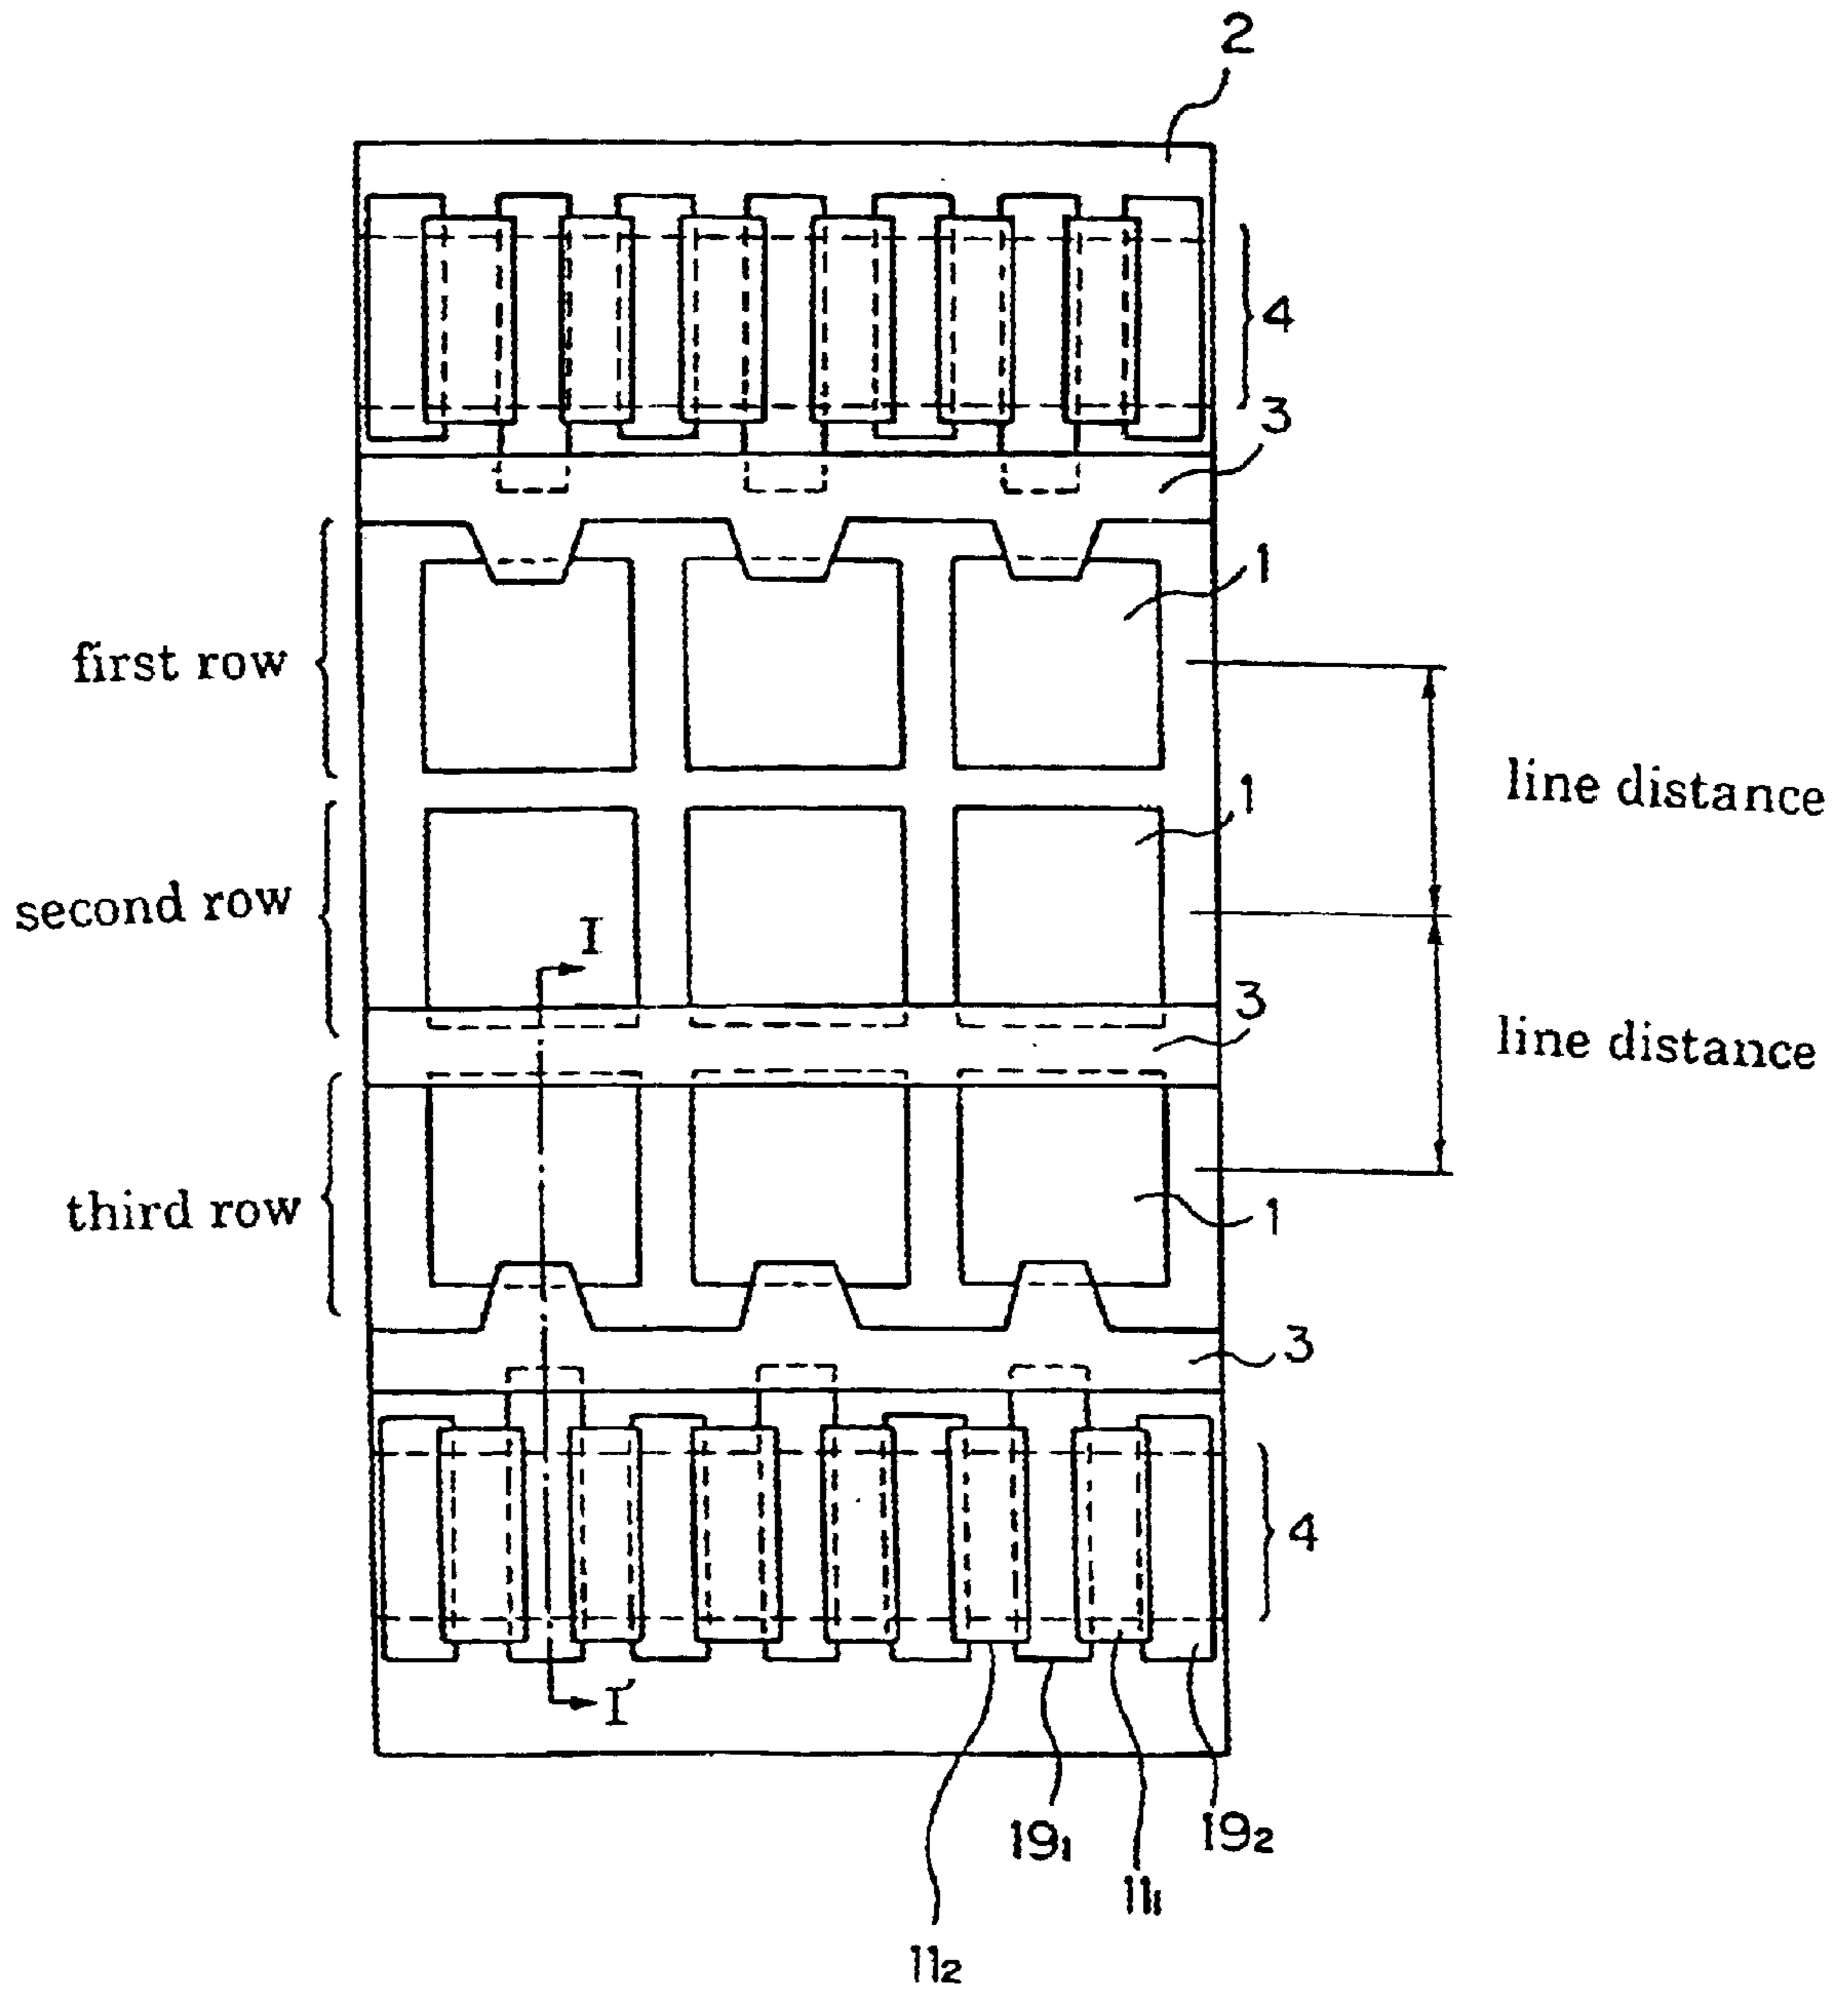 2
4
3
1
first row
line distance
1
second row
I
3
line distance
1
third row
3
4
I'
19₁
19₂
11₁
11₂